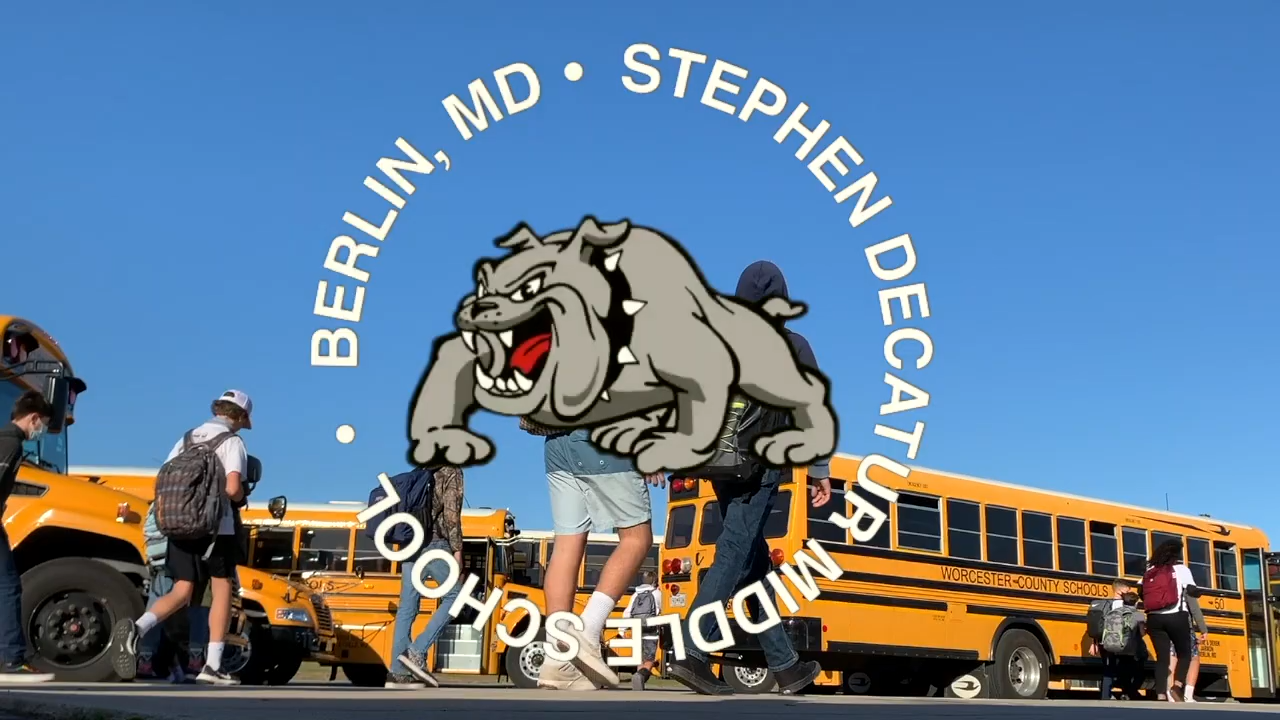 STEPHEN DECATUR MIDDLE SCHOOL • BERLIN, MD •
WORCESTER COUNTY SCHOOLS
50